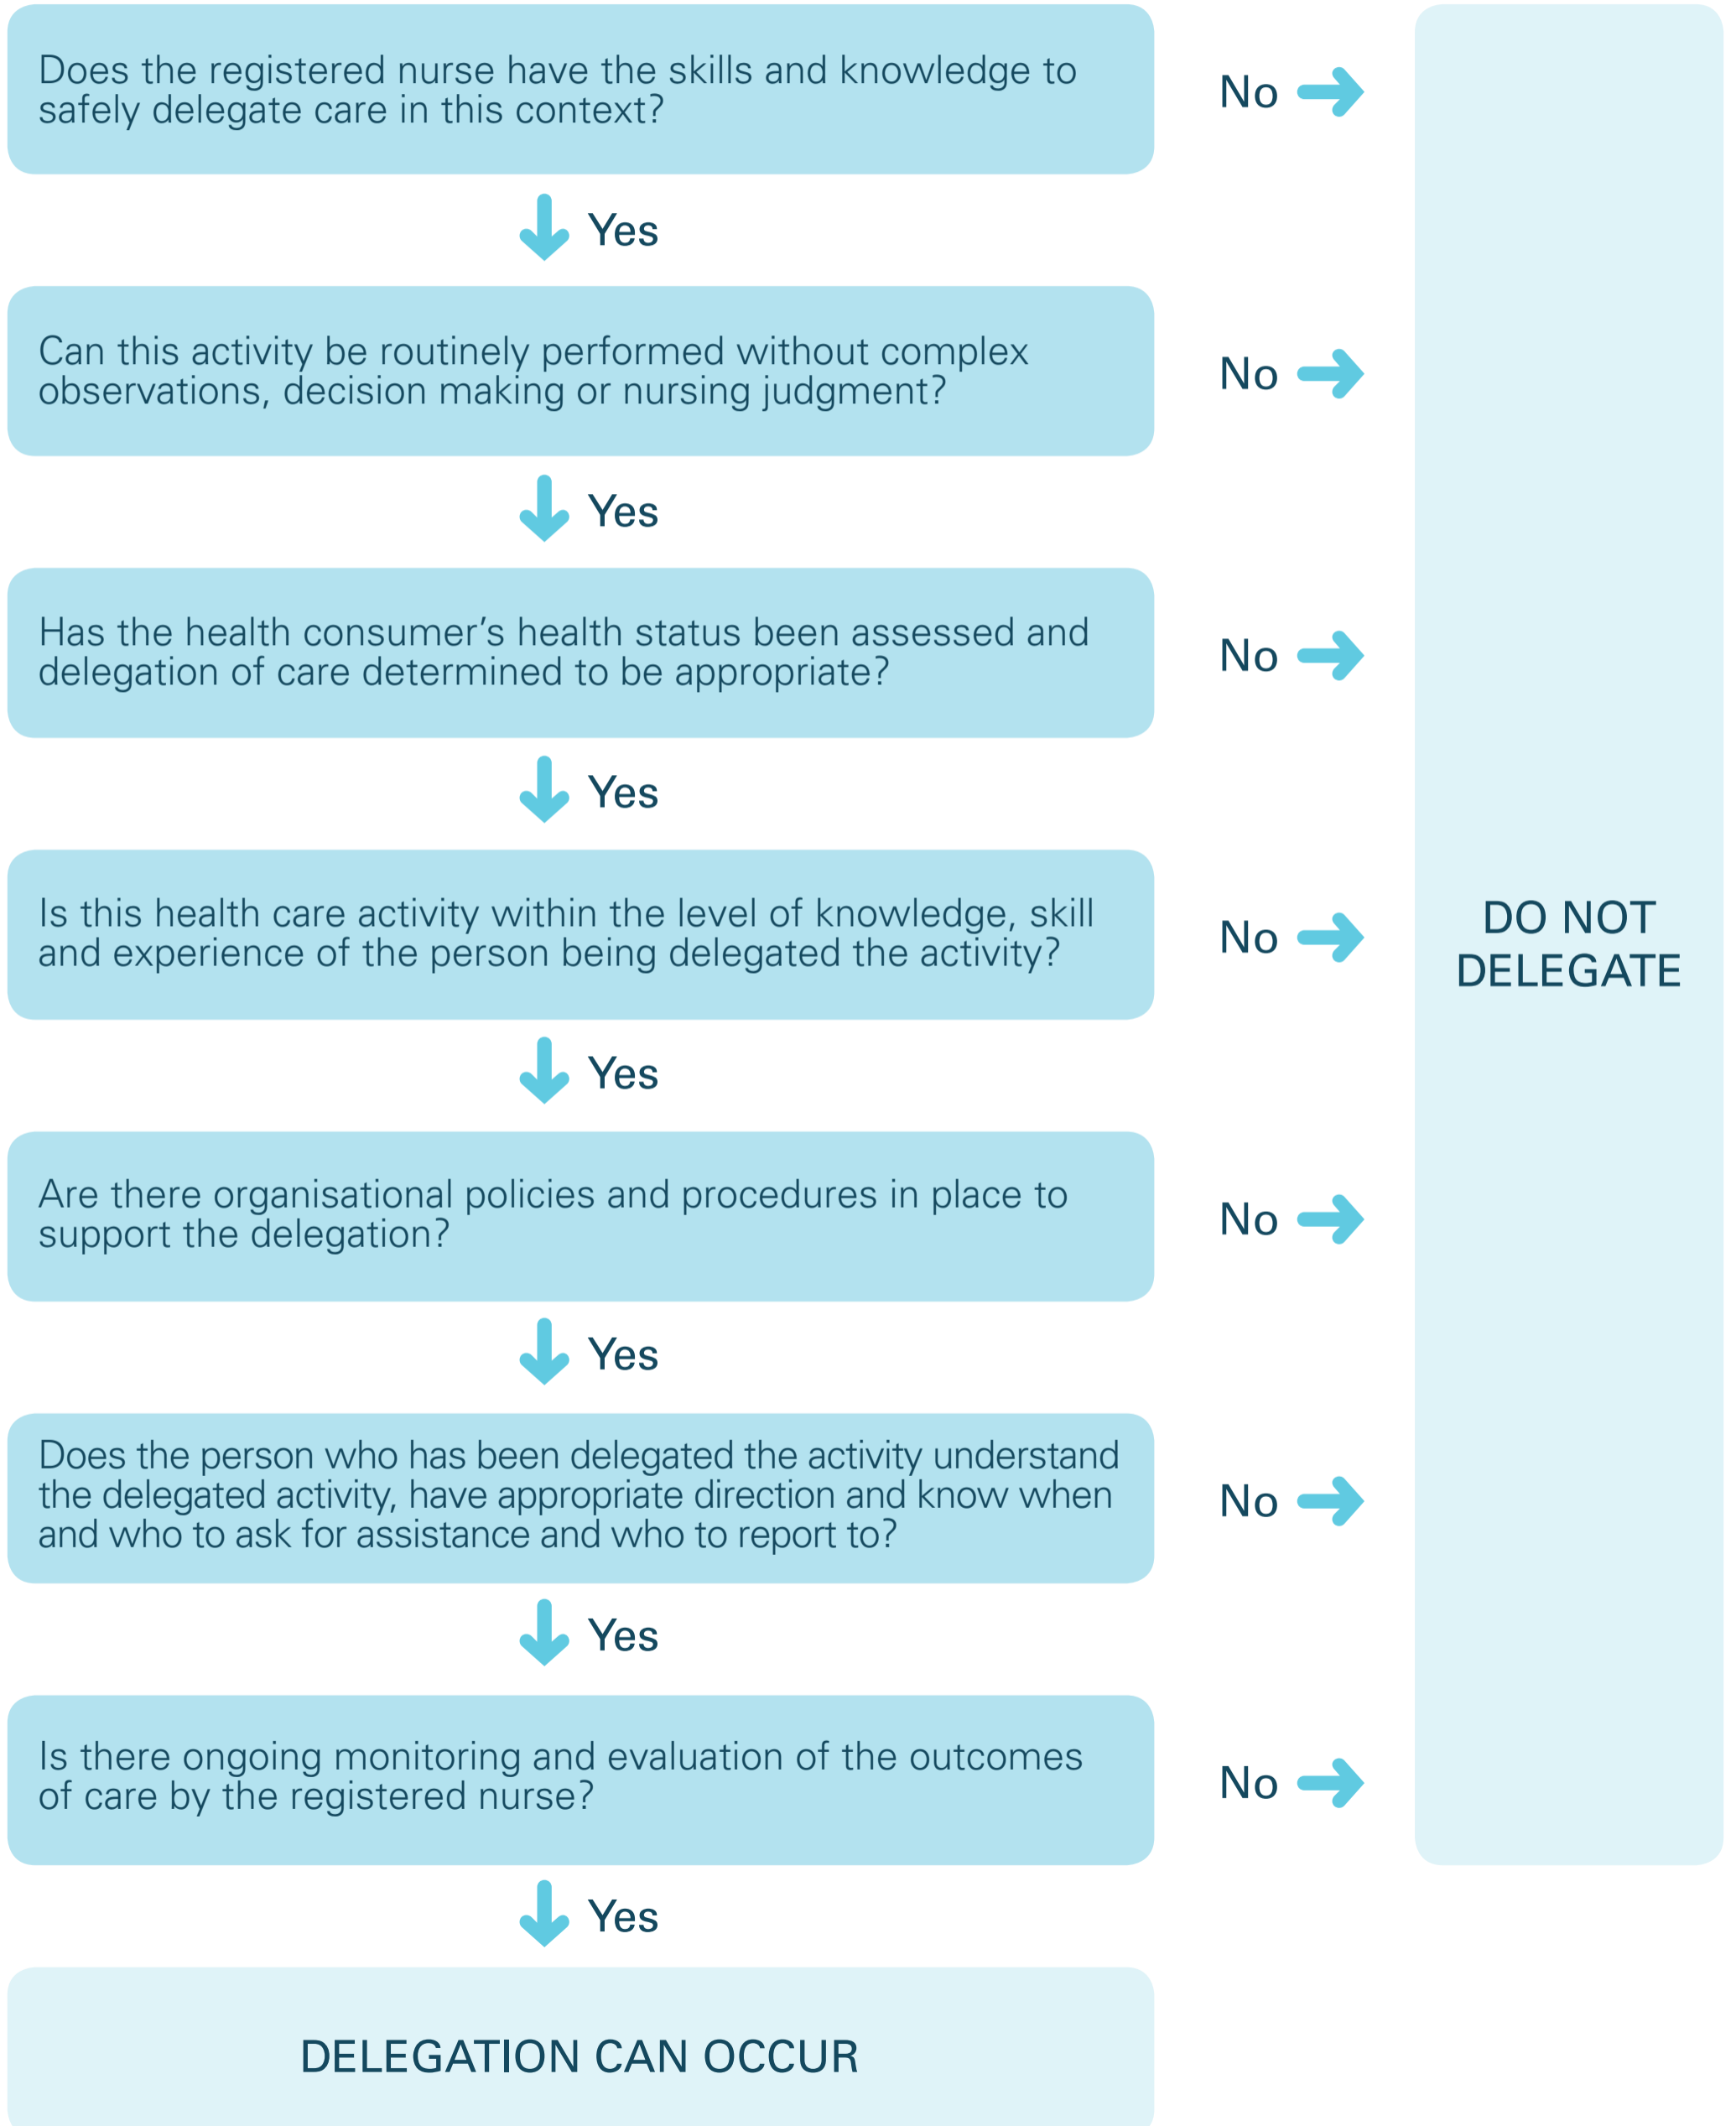 Does the registered nurse have the skills and knowledge to
safely delegate care in this context?
No
Yes
Can this activity be routinely performed without complex
observations, decision making or nursing judgment?
No
Yes
Has the health consumer’s health status been assessed and
delegation of care determined to be appropriate?
No
Yes
Is this health care activity within the level of knowledge, skill
and experience of the person being delegated the activity?
No
DO NOT
DELEGATE
Yes
Are there organisational policies and procedures in place to
support the delegation?
No
Yes
Does the person who has been delegated the activity understand
the delegated activity, have appropriate direction and know when
and who to ask for assistance and who to report to?
No
Yes
Is there ongoing monitoring and evaluation of the outcomes
of care by the registered nurse?
No
Yes
DELEGATION CAN OCCUR